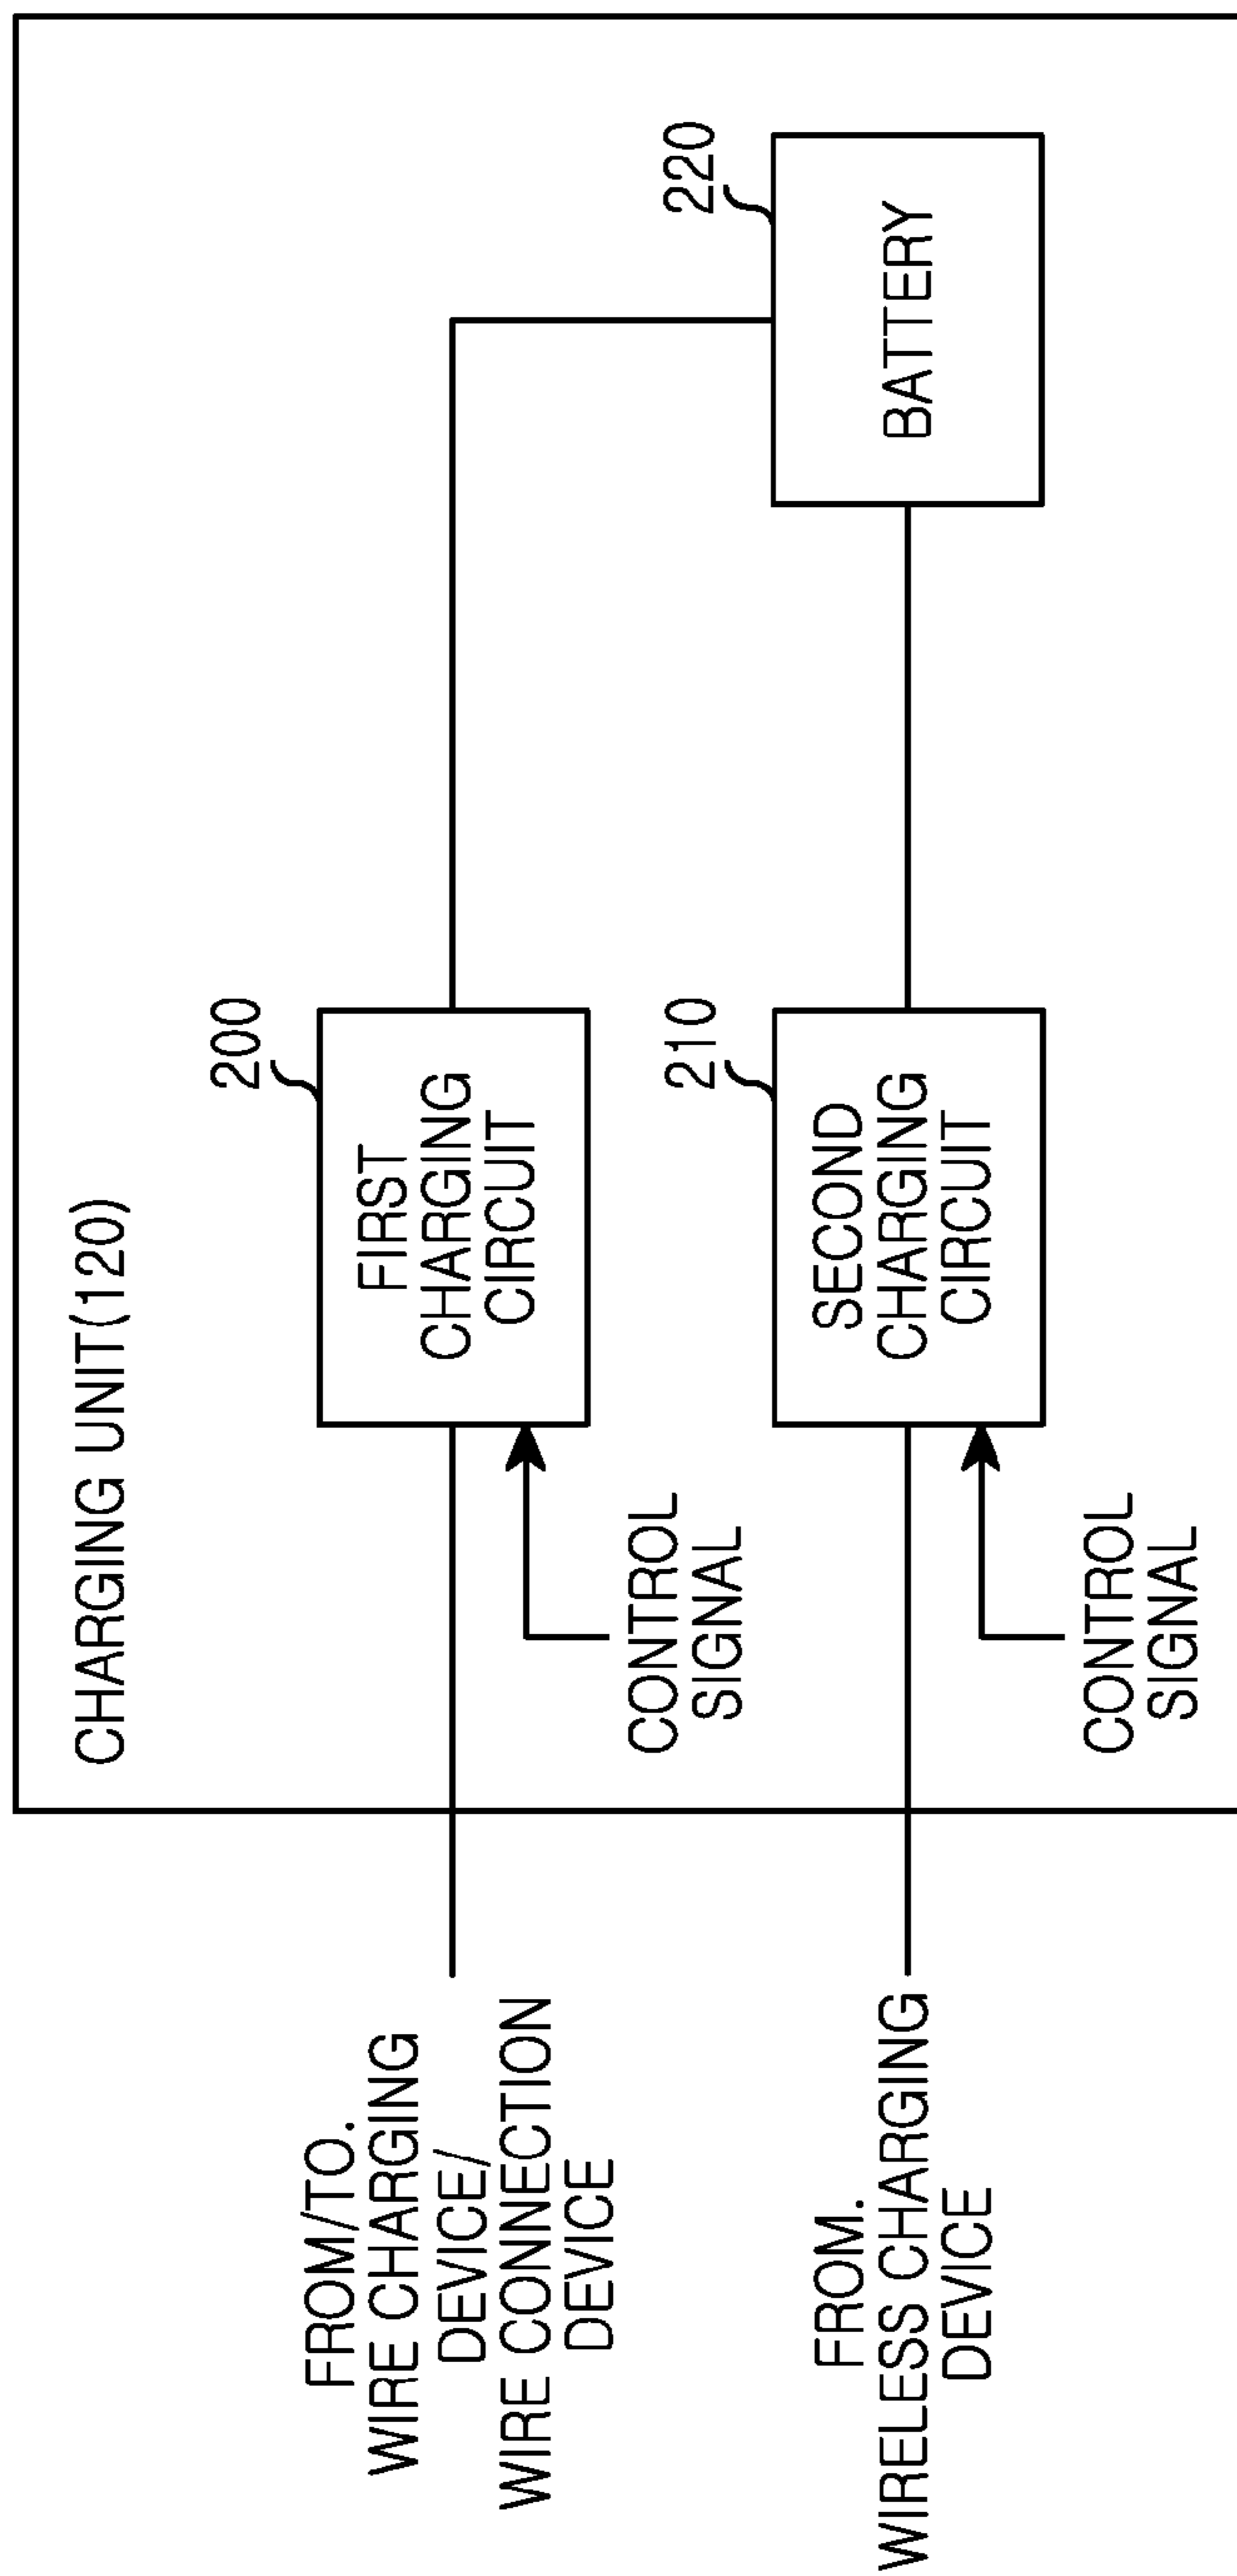 CHARGING UNIT(120)
FROM/TO.
WIRE CHARGING
DEVICE/
WIRE CONNECTION
DEVICE
200
FIRST
CHARGING
CIRCUIT
CONTROL
SIGNAL
220
BATTERY
FROM.
WIRELESS CHARGING
DEVICE
210
SECOND
CHARGING
CIRCUIT
CONTROL
SIGNAL